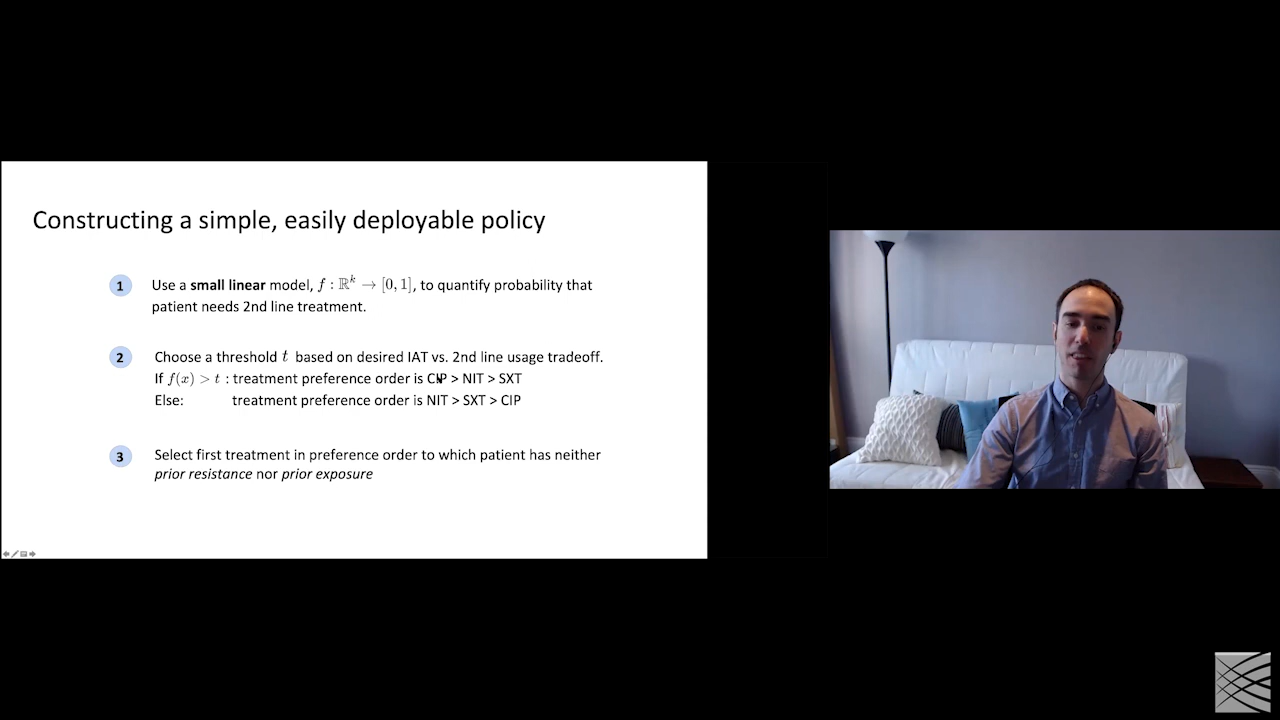 Constructing a simple, easily deployable policy
1
Use a small linear model, f : ℝᵏ → [0, 1], to quantify probability that
patient needs 2nd line treatment.
2
Choose a threshold t based on desired IAT vs. 2nd line usage tradeoff.
If f(x) > t : treatment preference order is CIP > NIT > SXT
Else: treatment preference order is NIT > SXT > CIP
3
Select first treatment in preference order to which patient has neither
prior resistance nor prior exposure